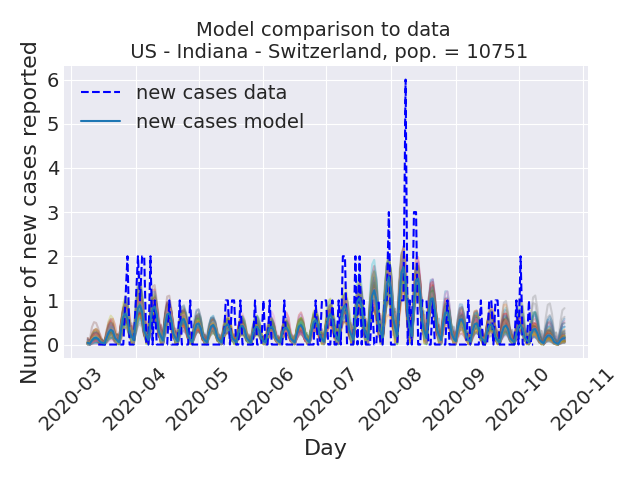 Model comparison to data
US - Indiana - Switzerland, pop. = 10751
Number of new cases reported
6
5
4
3
2
1
0
new cases data
new cases model
2020-03
2020-04
2020-05
2020-06
2020-07
2020-08
2020-09
2020-10
2020-11
Day